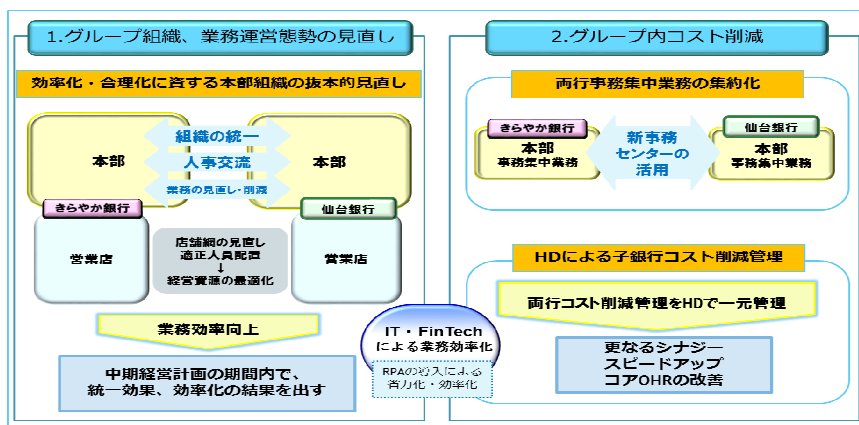 1.グループ組織、業務運営態勢の見直し
効率化・合理化に資する本部組織の抜本的見直し
本部
組織の統一
人事交流
業務の見直し・削減
本部
きらやか銀行
仙台銀行
営業店
店舗網の見直し
適正人員配置
↓
経営資源の最適化
営業店
業務効率向上
中期経営計画の期間内で、
統一効果、効率化の結果を出す
IT・FinTech
による業務効率化
RPAの導入による
省力化・効率化
2.グループ内コスト削減
両行事務集中業務の集約化
きらやか銀行
本部
事務集中業務
新事務
センターの
活用
仙台銀行
本部
事務集中業務
HDによる子銀行コスト削減管理
両行コスト削減管理をHDで一元管理
更なるシナジー
スピードアップ
コアOHRの改善